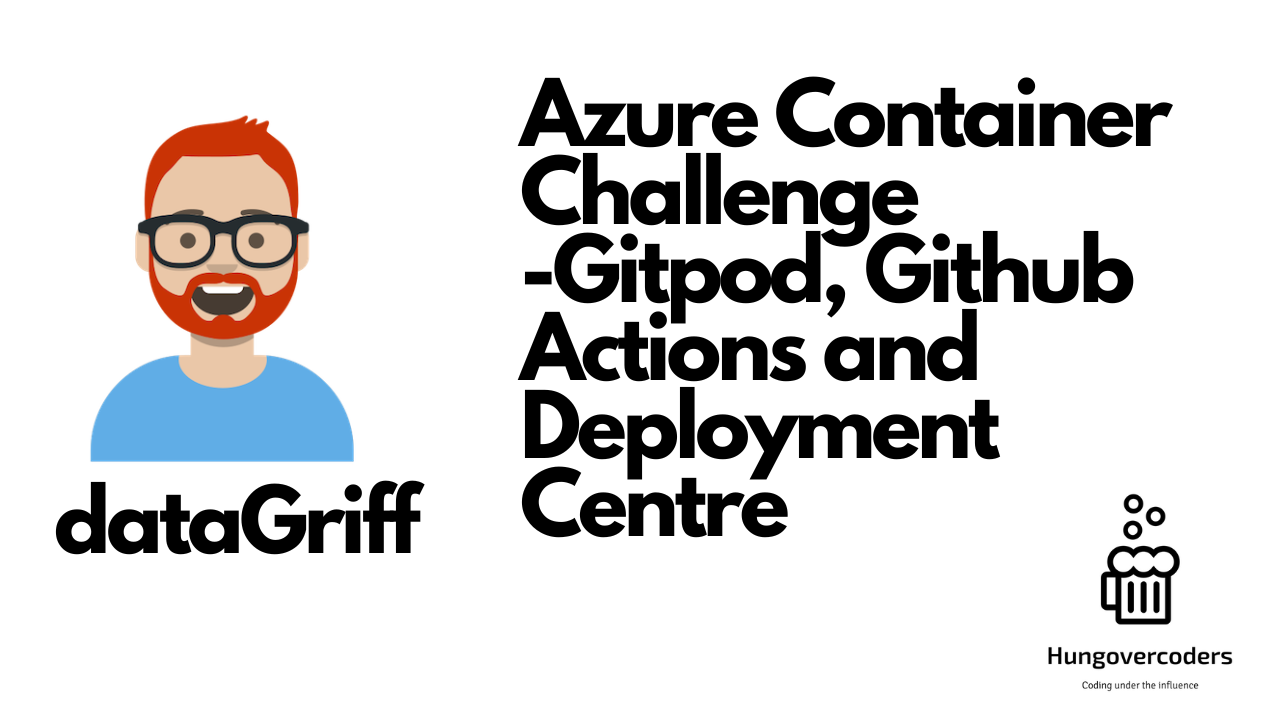 Azure Container
Challenge
-Gitpod, Github
Actions and
Deployment
Centre
dataGriff
Hungovercoders
Coding under the influence